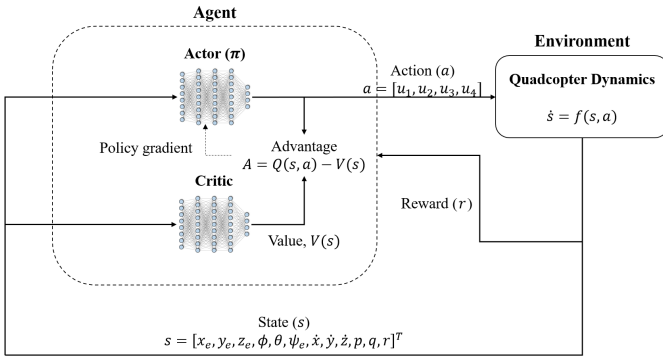 Agent
Actor (π)
Environment
Action (a)
a = [u₁, u₂, u₃, u₄]
Quadcopter Dynamics
ṡ = f(s, a)
Policy gradient
Advantage
A = Q(s, a) − V(s)
Critic
Reward (r)
Value, V(s)
State (s)
s = [xₑ, yₑ, zₑ, ϕ, θ, ψₑ, ẋ, ẏ, ż, p, q, r]ᵀ